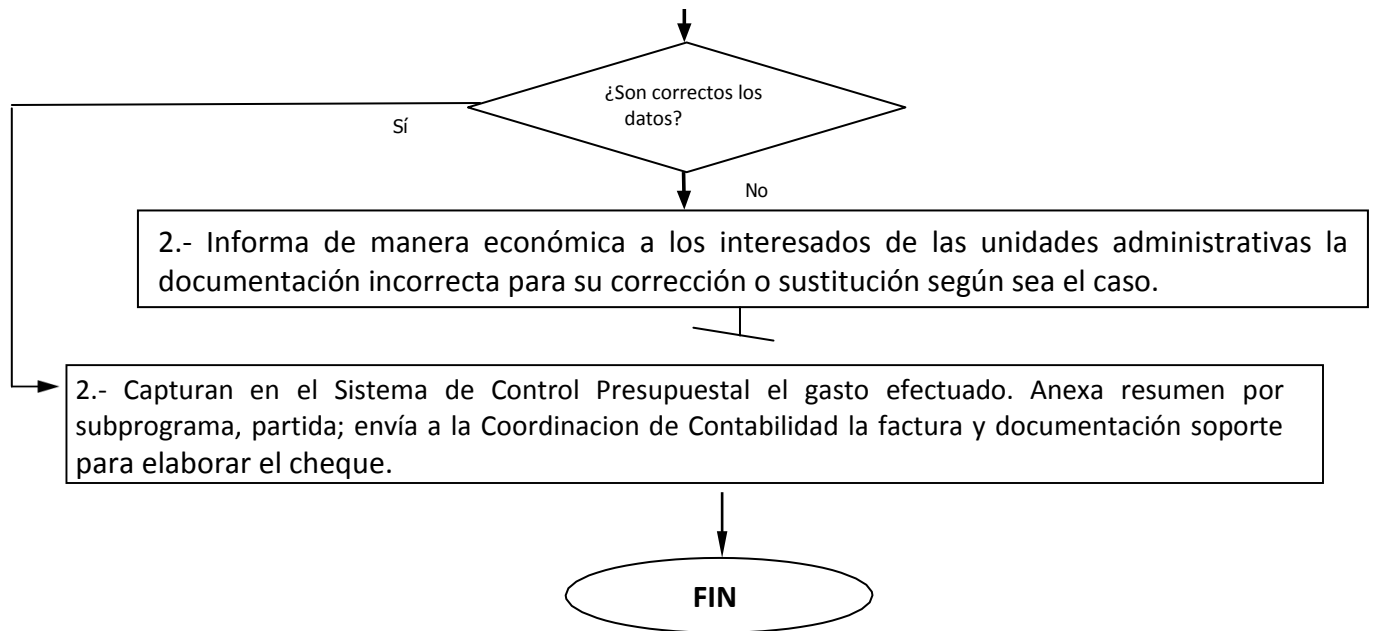 ¿Son correctos los
datos?
Sí
No
2.- Informa de manera económica a los interesados de las unidades administrativas la
documentación incorrecta para su corrección o sustitución según sea el caso.
2.- Capturan en el Sistema de Control Presupuestal el gasto efectuado. Anexa resumen por
subprograma, partida; envía a la Coordinacion de Contabilidad la factura y documentación soporte
para elaborar el cheque.
FIN